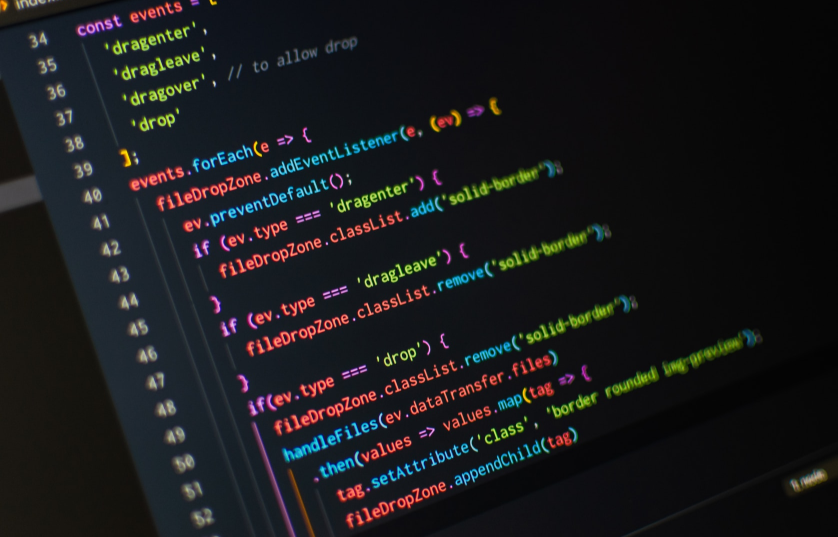 34 const events = [
35 'dragenter',
36 'dragleave',
37 'dragover', // to allow drop
38 'drop'
39 ];
40 events.forEach(e => {
41 fileDropZone.addEventListener(e, (ev) => {
42 ev.preventDefault();
43 if (ev.type === 'dragenter') {
44 fileDropZone.classList.add('solid-border');
45 }
46 if (ev.type === 'dragleave') {
47 fileDropZone.classList.remove('solid-border');
48 }
49 if(ev.type === 'drop') {
50 fileDropZone.classList.remove('solid-border');
51 handleFiles(ev.dataTransfer.files)
52 .then(values => values.map(tag => {
tag.setAttribute('class', 'border rounded img-preview');
fileDropZone.appendChild(tag)